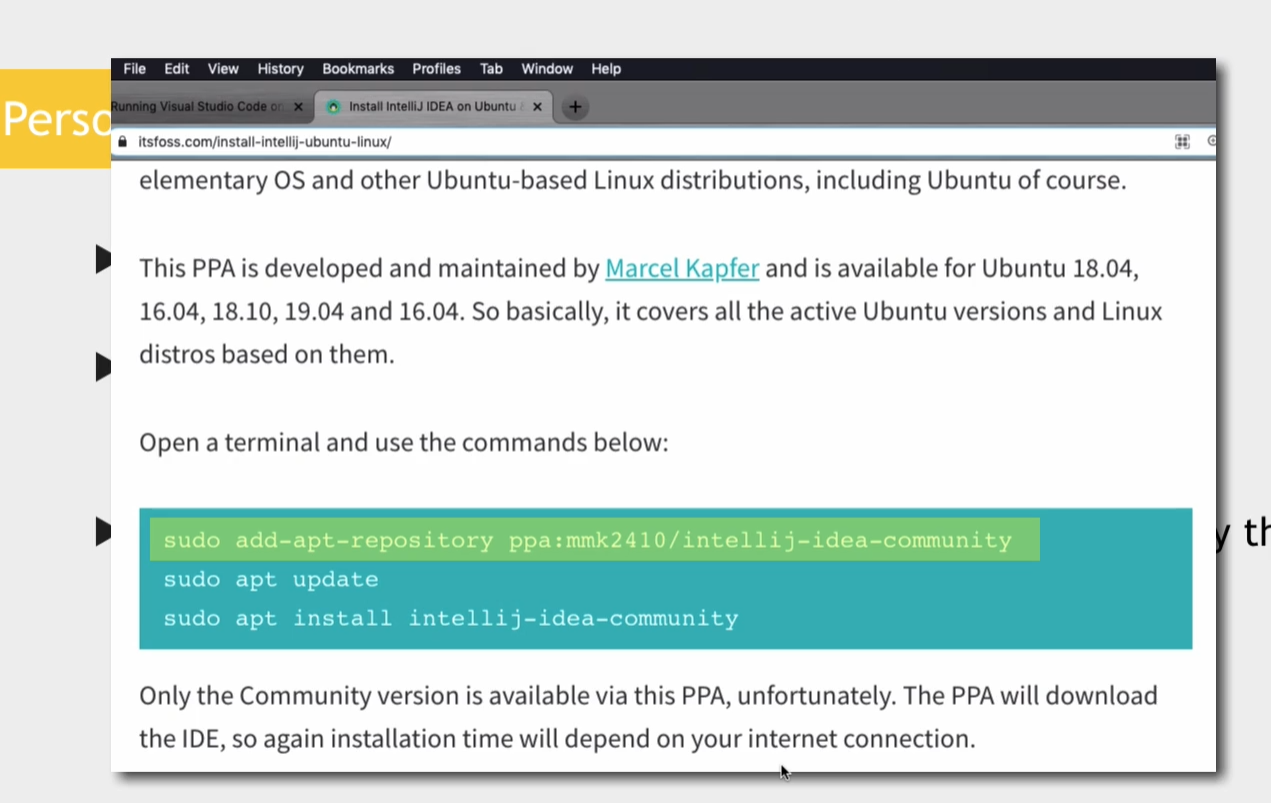 File Edit View History Bookmarks Profiles Tab Window Help
Running Visual Studio Code on × Install IntelliJ IDEA on Ubuntu & × +
Perso
itsfoss.com/install-intellij-ubuntu-linux/
elementary OS and other Ubuntu-based Linux distributions, including Ubuntu of course.
This PPA is developed and maintained by Marcel Kapfer and is available for Ubuntu 18.04,
16.04, 18.10, 19.04 and 16.04. So basically, it covers all the active Ubuntu versions and Linux
distros based on them.
Open a terminal and use the commands below:
sudo add-apt-repository ppa:mmk2410/intellij-idea-community
y th
sudo apt update
sudo apt install intellij-idea-community
Only the Community version is available via this PPA, unfortunately. The PPA will download
the IDE, so again installation time will depend on your internet connection.